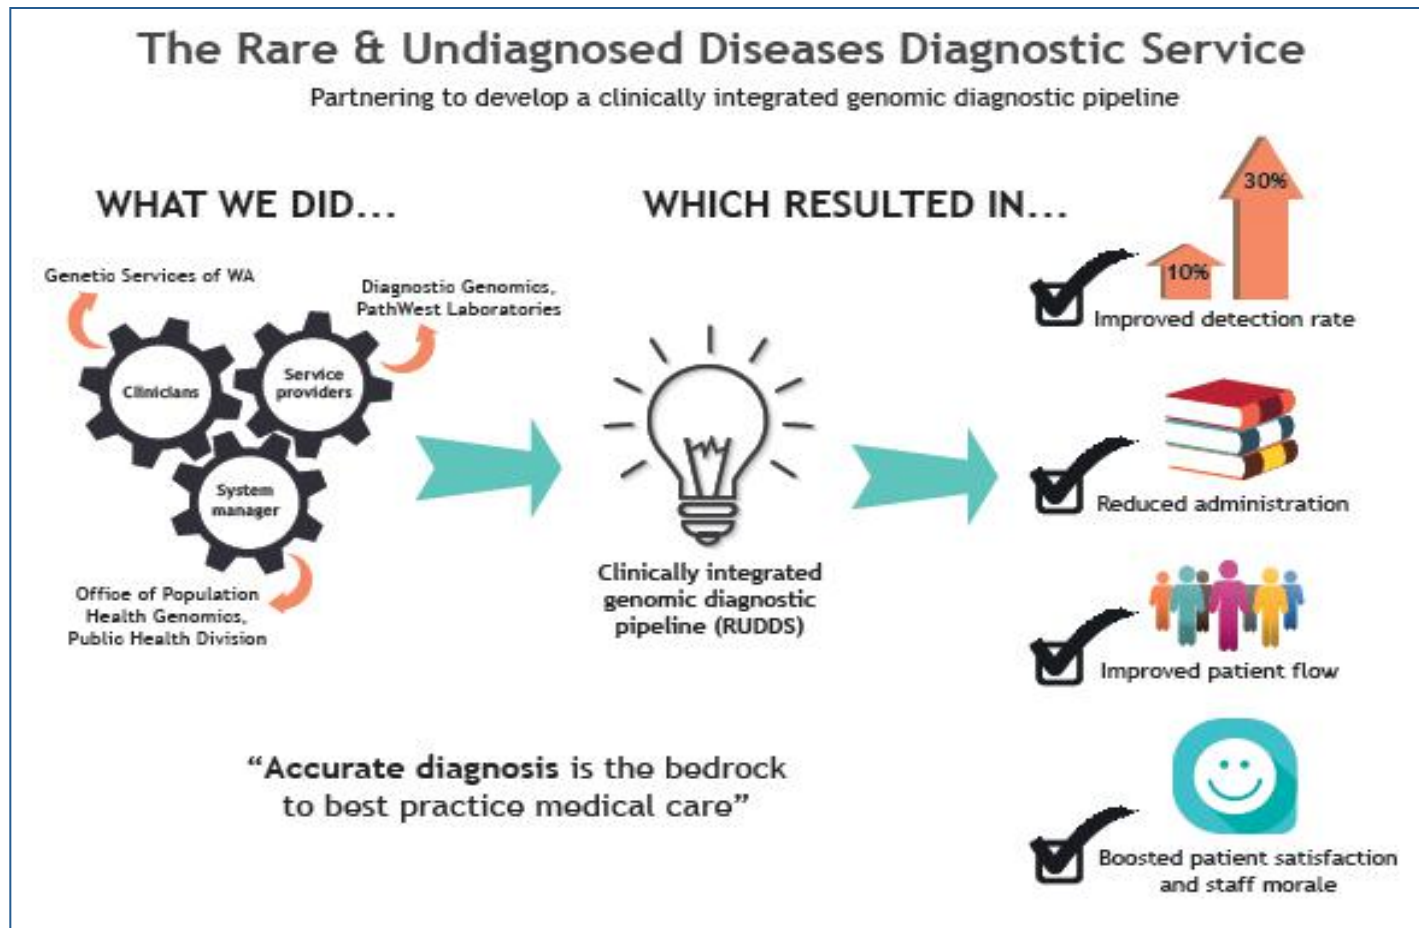 The Rare & Undiagnosed Diseases Diagnostic Service
Partnering to develop a clinically integrated genomic diagnostic pipeline
WHAT WE DID...
Genetic Services of WA
Diagnostic Genomics,
PathWest Laboratories
Clinicians
Service
providers
System
manager
Office of Population
Health Genomics,
Public Health Division
WHICH RESULTED IN...
Clinically integrated
genomic diagnostic
pipeline (RUDDS)
10%
30%
Improved detection rate
Reduced administration
Improved patient flow
Boosted patient satisfaction
and staff morale
“Accurate diagnosis is the bedrock
to best practice medical care”